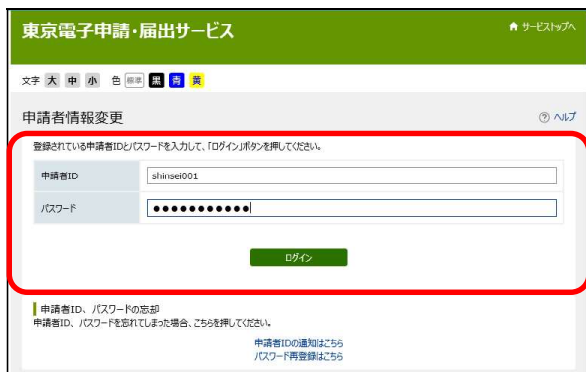 東京電子申請・届出サービス
サービストップへ
文字 大 中 小 色 標準 黒 青 黄
申請者情報変更
? ヘルプ
登録されている申請者IDとパスワードを入力して、「ログイン」ボタンを押してください。
申請者ID shinsei001
パスワード ●●●●●●●●●●●
ログイン
申請者ID、パスワードの忘却
申請者ID、パスワードを忘れてしまった場合、こちらを押してください。
申請者IDの通知はこちら
パスワード再登録はこちら